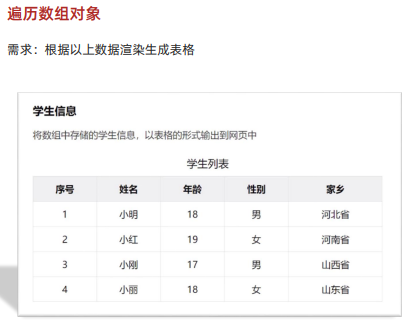 遍历数组对象
需求：根据以上数据渲染生成表格
学生信息
将数组中存储的学生信息，以表格的形式输出到网页中
学生列表
序号 姓名 年龄 性别 家乡
1 小明 18 男 河北省
2 小红 19 女 河南省
3 小刚 17 男 山西省
4 小丽 18 女 山东省